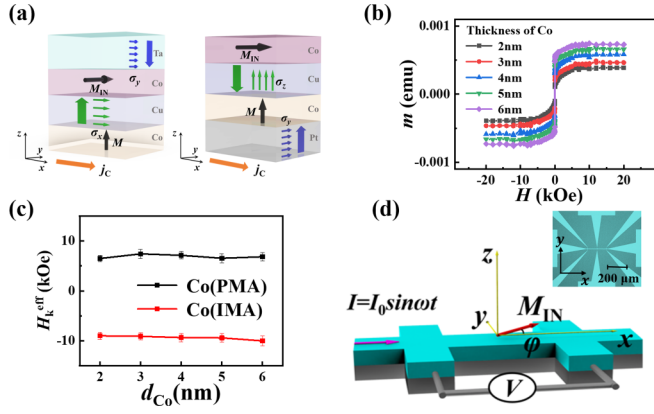 (a)
Ta
σy
Co
MIN
Cu
σx
M
Co
z
y
x
jC
MIN
Co
Cu
σz
M
Co
σy
Pt
z
y
x
jC
(b)
Thickness of Co
2nm
3nm
4nm
5nm
6nm
m (emu)
0.001
0.000
-0.001
-20 -10 0 10 20
H (kOe)
(c)
Hkeff (kOe)
10
0
-10
Co(PMA)
Co(IMA)
2 3 4 5 6
dCo(nm)
(d)
y
x
200 μm
z
I=I0sinωt
y
MIN
φ
x
V